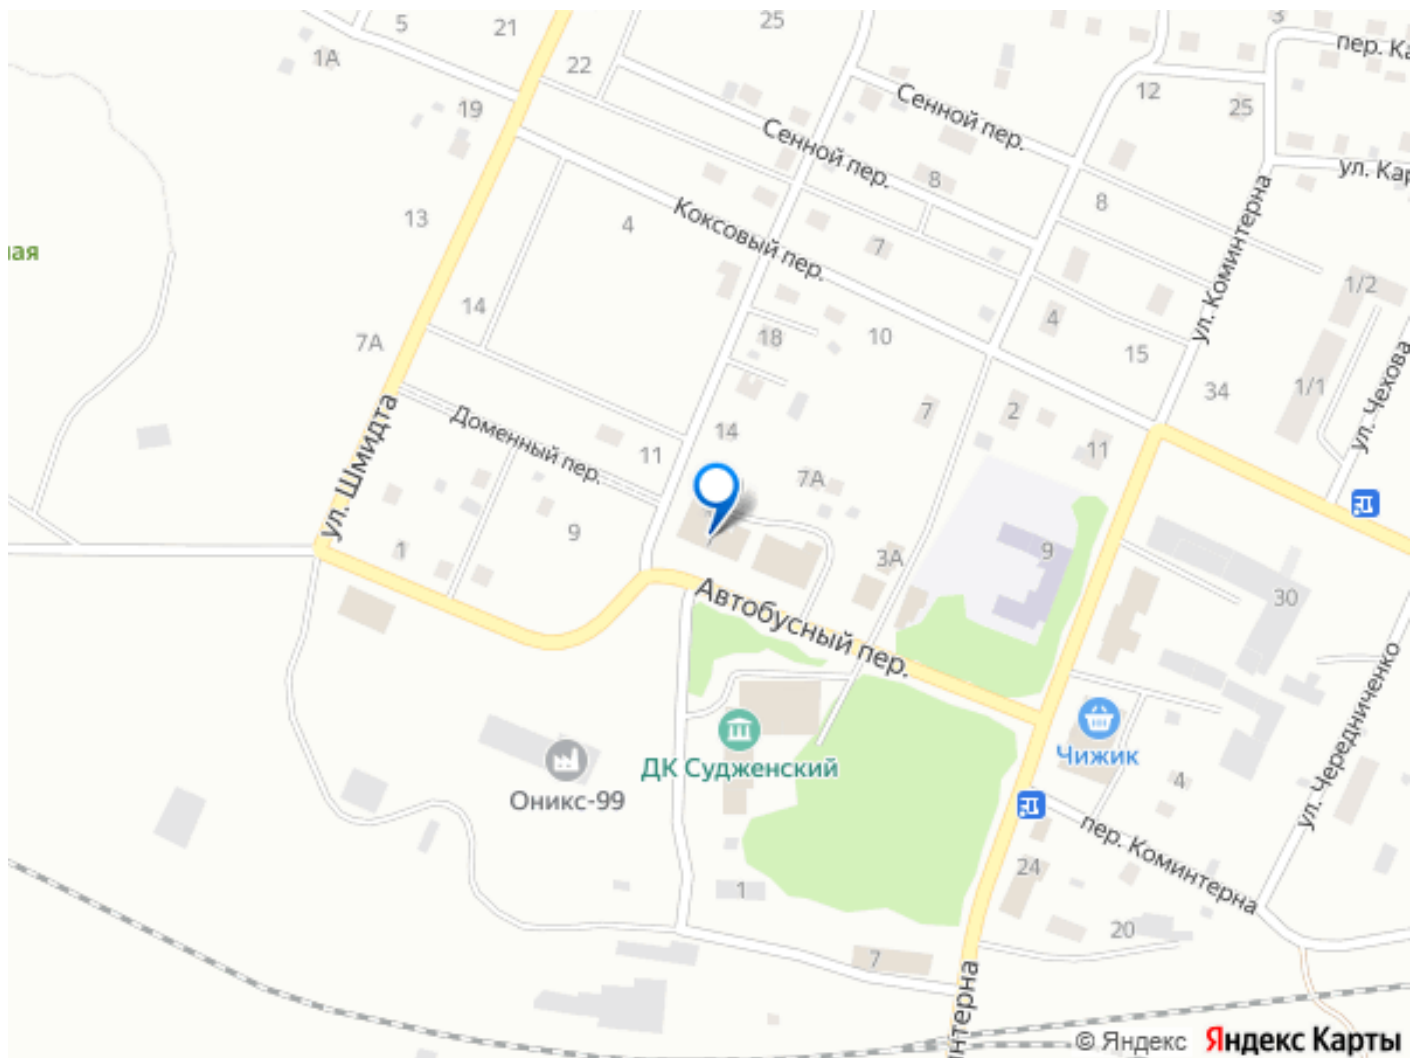 5
21
25
3
1А
22
пер. Ка
19
Сенной пер.
12
25
Сенной пер.
ул. Кар
8
8
13
4
Коксовый пер.
7
ая
ул. Коминтерна
1/2
14
4
7А
18
10
15
ул. Чехова
1/1
34
ул. Шмидта
Доменный пер.
14
7
2
11
11
7А
1
9
3А
9
30
Автобусный пер.
ул. Чередниченко
ДК Судженский
Чижик
Оникс-99
4
пер. Коминтерна
24
1
20
7
интерна
© Яндекс Яндекс Карты